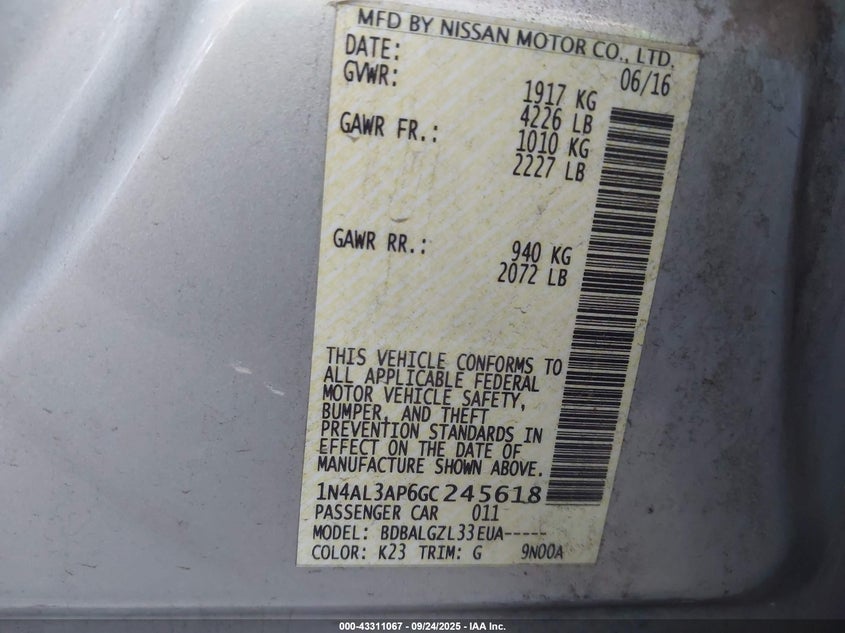 MFD BY NISSAN MOTOR CO., LTD.
DATE: 06/16
GVWR: 1917 KG
4226 LB
GAWR FR.: 1010 KG
2227 LB
GAWR RR.: 940 KG
2072 LB
THIS VEHICLE CONFORMS TO
ALL APPLICABLE FEDERAL
MOTOR VEHICLE SAFETY,
BUMPER, AND THEFT
PREVENTION STANDARDS IN
EFFECT ON THE DATE OF
MANUFACTURE SHOWN ABOVE.
1N4AL3AP6GC245618
PASSENGER CAR 011
MODEL: BDBALGZL33EUA-----
COLOR: K23 TRIM: G 9N00A
000-43311067 - 09/24/2025 - IAA Inc.